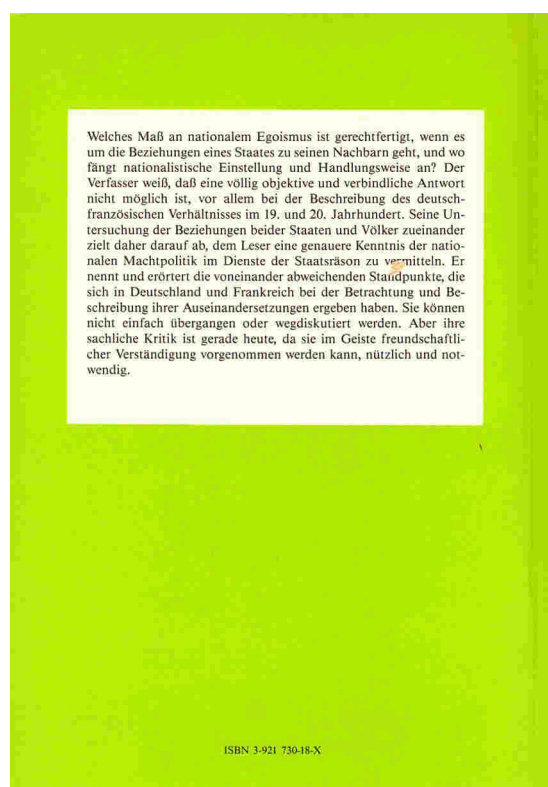 Welches Maß an nationalem Egoismus ist gerechtfertigt, wenn es
um die Beziehungen eines Staates zu seinen Nachbarn geht, und wo
fängt nationalistische Einstellung und Handlungsweise an? Der
Verfasser weiß, daß eine völlig objektive und verbindliche Antwort
nicht möglich ist, vor allem bei der Beschreibung des deutsch-
französischen Verhältnisses im 19. und 20. Jahrhundert. Seine Un-
tersuchung der Beziehungen beider Staaten und Völker zueinander
zielt daher darauf ab, dem Leser eine genauere Kenntnis der natio-
nalen Machtpolitik im Dienste der Staatsräson zu vermitteln. Er
nennt und erörtert die voneinander abweichenden Standpunkte, die
sich in Deutschland und Frankreich bei der Betrachtung und Be-
schreibung ihrer Auseinandersetzungen ergeben haben. Sie können
nicht einfach übergangen oder wegdiskutiert werden. Aber ihre
sachliche Kritik ist gerade heute, da sie im Geiste freundschaftli-
cher Verständigung vorgenommen werden kann, nützlich und not-
wendig.
ISBN 3-921 730-18-X